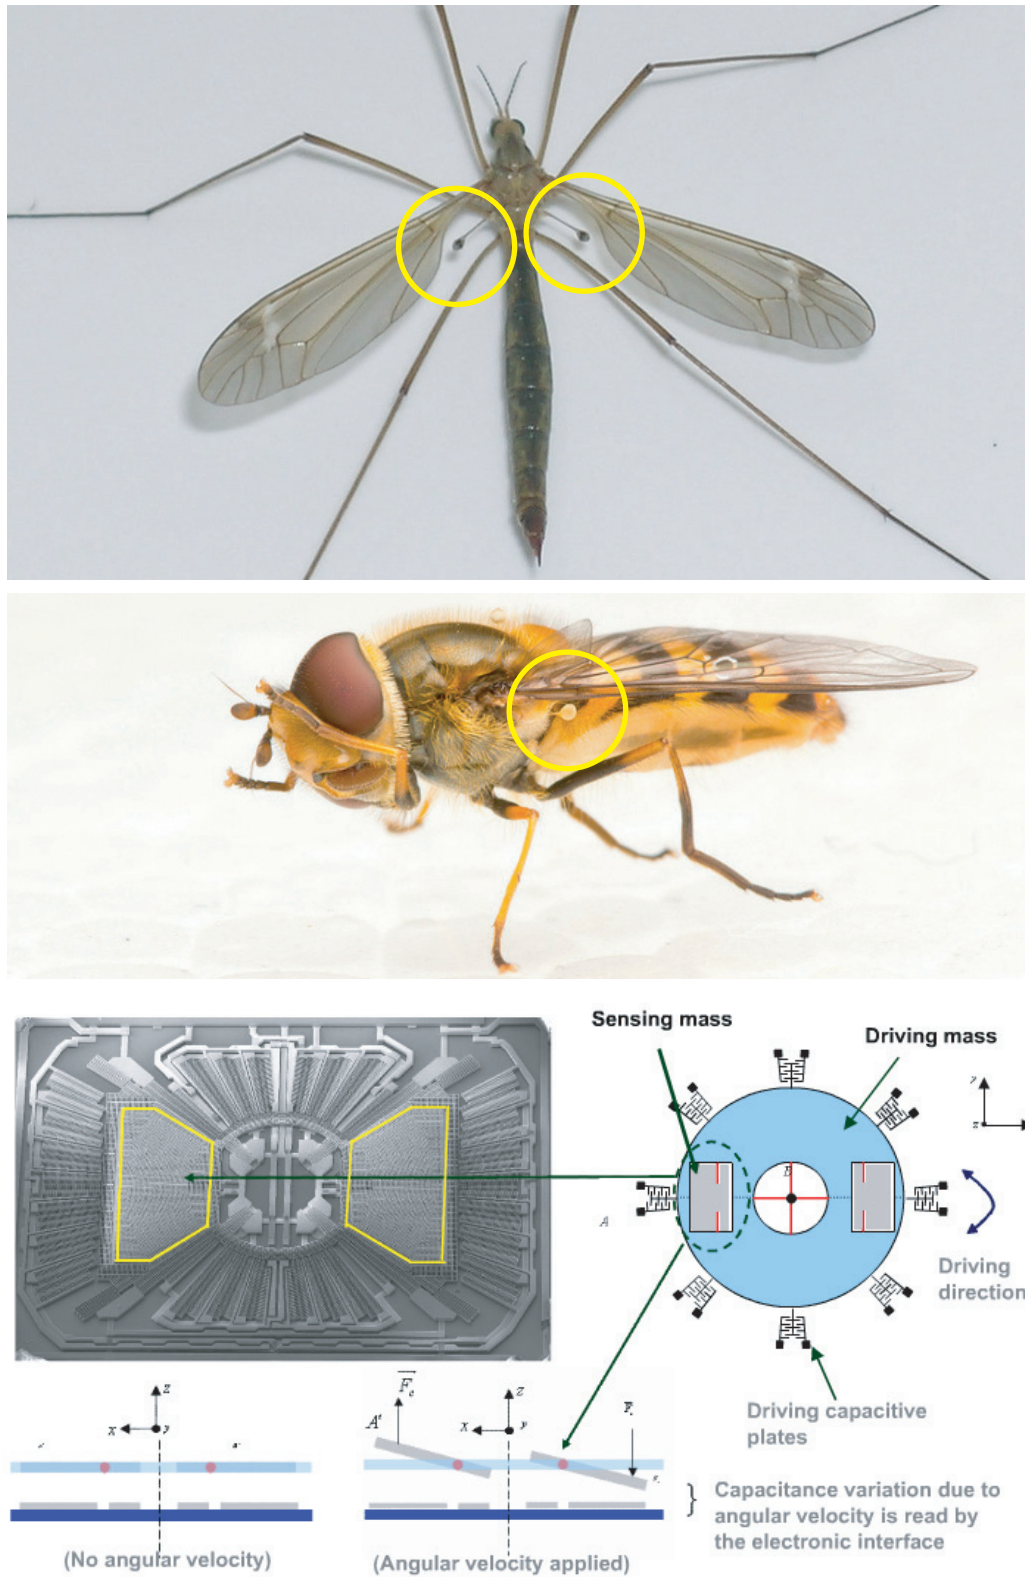 Sensing mass
Driving mass
y
z
B
A
Driving
direction
Driving capacitive
plates
z
x
y
(No angular velocity)
F
A'
z
x
y
(Angular velocity applied)
Capacitance variation due to
angular velocity is read by
the electronic interface